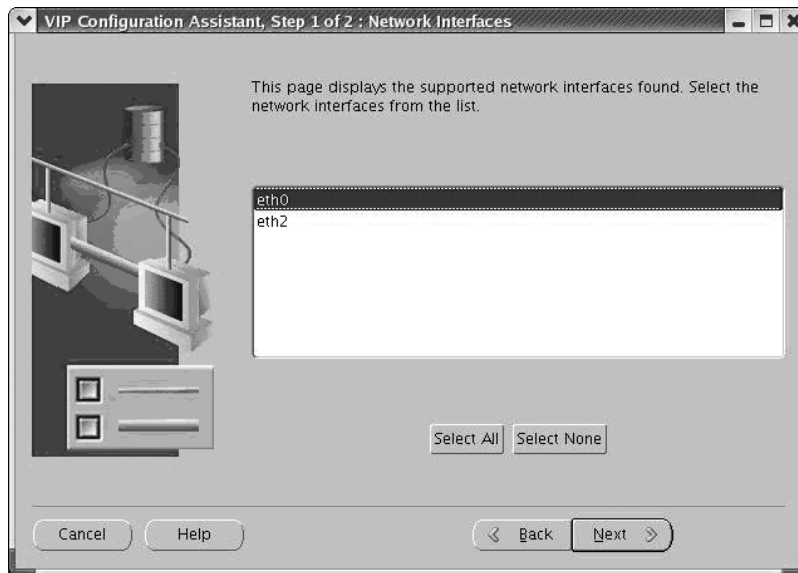 VIP Configuration Assistant, Step 1 of 2 : Network Interfaces
This page displays the supported network interfaces found. Select the
network interfaces from the list.
eth0
eth2
Select All Select None
Cancel Help Back Next